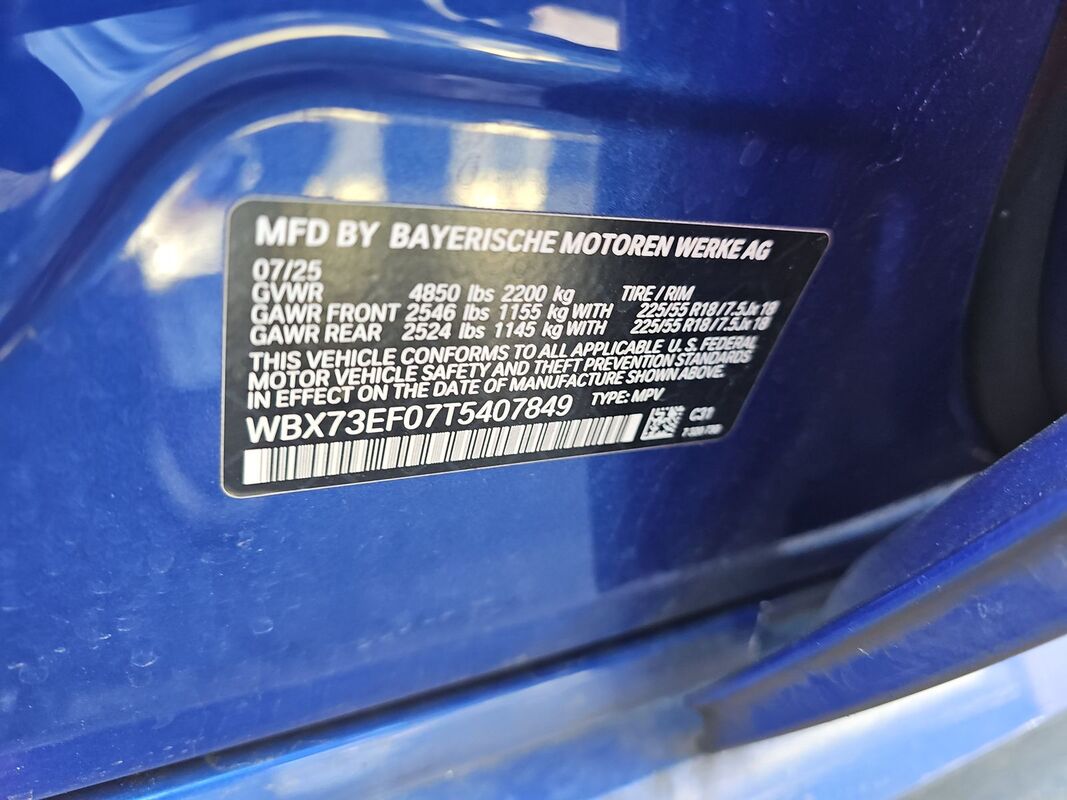 MFD BY BAYERISCHE MOTOREN WERKE AG
07/25
GVWR 4850 lbs 2200 kg TIRE / RIM
GAWR FRONT 2546 lbs 1155 kg WITH 225/55 R18 / 7.5Jx18
GAWR REAR 2524 lbs 1145 kg WITH 225/55 R18 / 7.5Jx18
THIS VEHICLE CONFORMS TO ALL APPLICABLE U.S. FEDERAL
MOTOR VEHICLE SAFETY AND THEFT PREVENTION STANDARDS
IN EFFECT ON THE DATE OF MANUFACTURE SHOWN ABOVE.
WBX73EF07T5407849 TYPE: MPV
C31